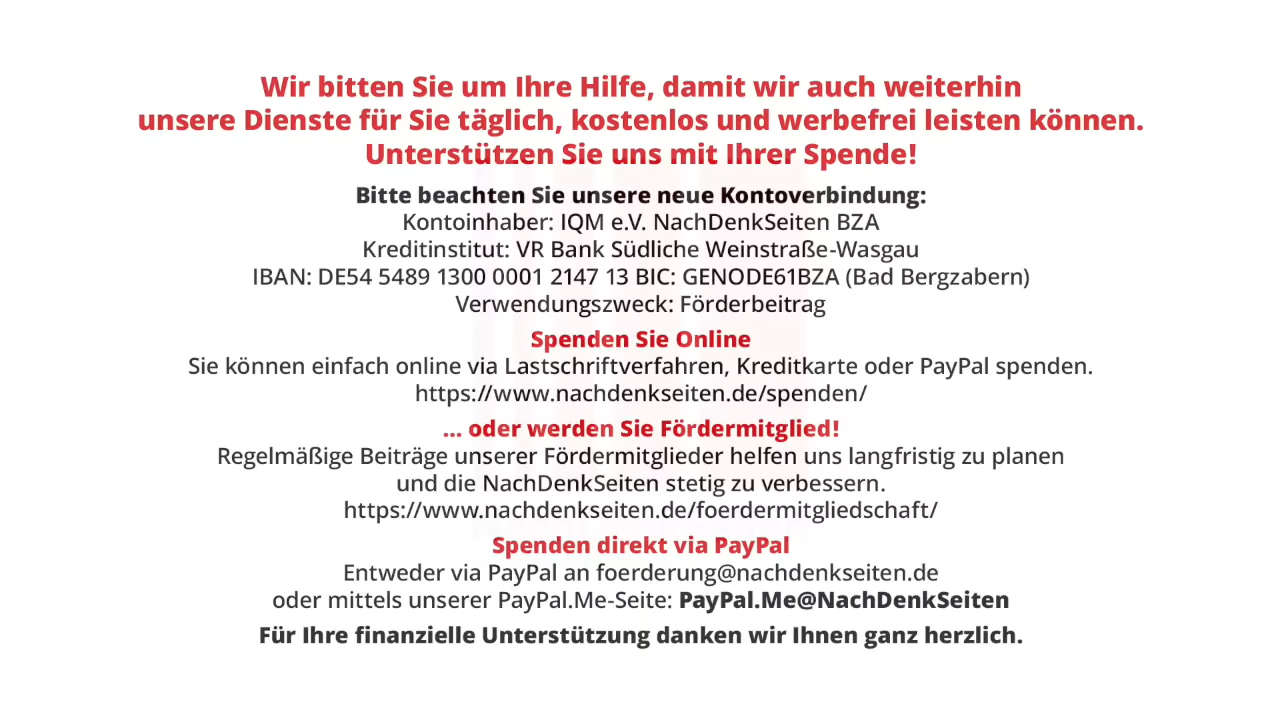 Wir bitten Sie um Ihre Hilfe, damit wir auch weiterhin
unsere Dienste für Sie täglich, kostenlos und werbefrei leisten können.
Unterstützen Sie uns mit Ihrer Spende!
Bitte beachten Sie unsere neue Kontoverbindung:
Kontoinhaber: IQM e.V. NachDenkSeiten BZA
Kreditinstitut: VR Bank Südliche Weinstraße-Wasgau
IBAN: DE54 5489 1300 0001 2147 13 BIC: GENODE61BZA (Bad Bergzabern)
Verwendungszweck: Förderbeitrag
Spenden Sie Online
Sie können einfach online via Lastschriftverfahren, Kreditkarte oder PayPal spenden.
https://www.nachdenkseiten.de/spenden/
... oder werden Sie Fördermitglied!
Regelmäßige Beiträge unserer Fördermitglieder helfen uns langfristig zu planen
und die NachDenkSeiten stetig zu verbessern.
https://www.nachdenkseiten.de/foerdermitgliedschaft/
Spenden direkt via PayPal
Entweder via PayPal an foerderung@nachdenkseiten.de
oder mittels unserer PayPal.Me-Seite: PayPal.Me@NachDenkSeiten
Für Ihre finanzielle Unterstützung danken wir Ihnen ganz herzlich.